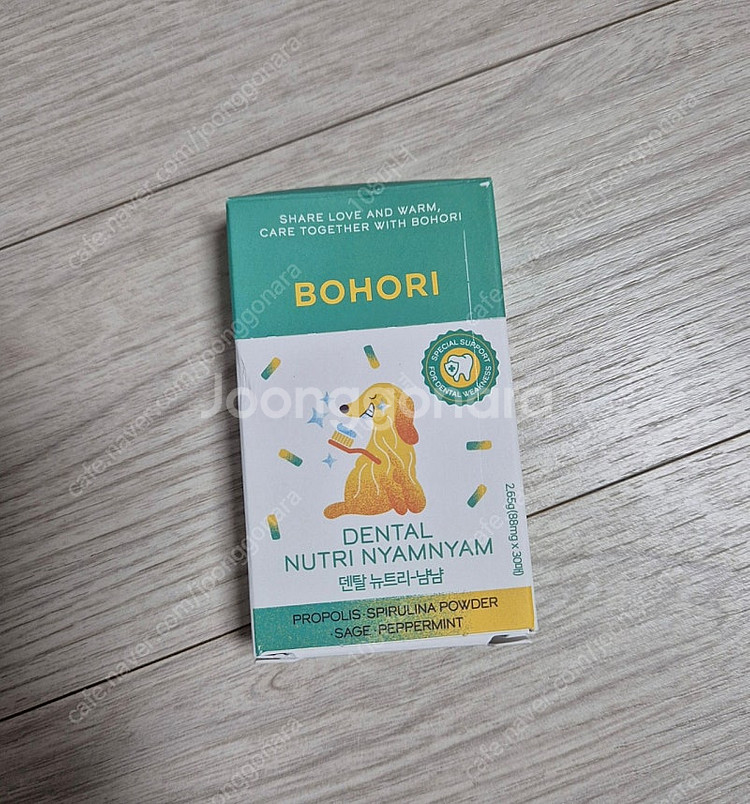 SHARE LOVE AND WARM,
CARE TOGETHER WITH BOHORI
BOHORI
SPECIAL SUPPORT
FOR DENTAL WEAKNESS
DENTAL
NUTRI NYAMNYAM
덴탈 뉴트리-냠냠
2.65g(88mg x 30매)
PROPOLIS · SPIRULINA POWDER
· SAGE · PEPPERMINT
Joonggonara
cafe.naver.com/joonggonara